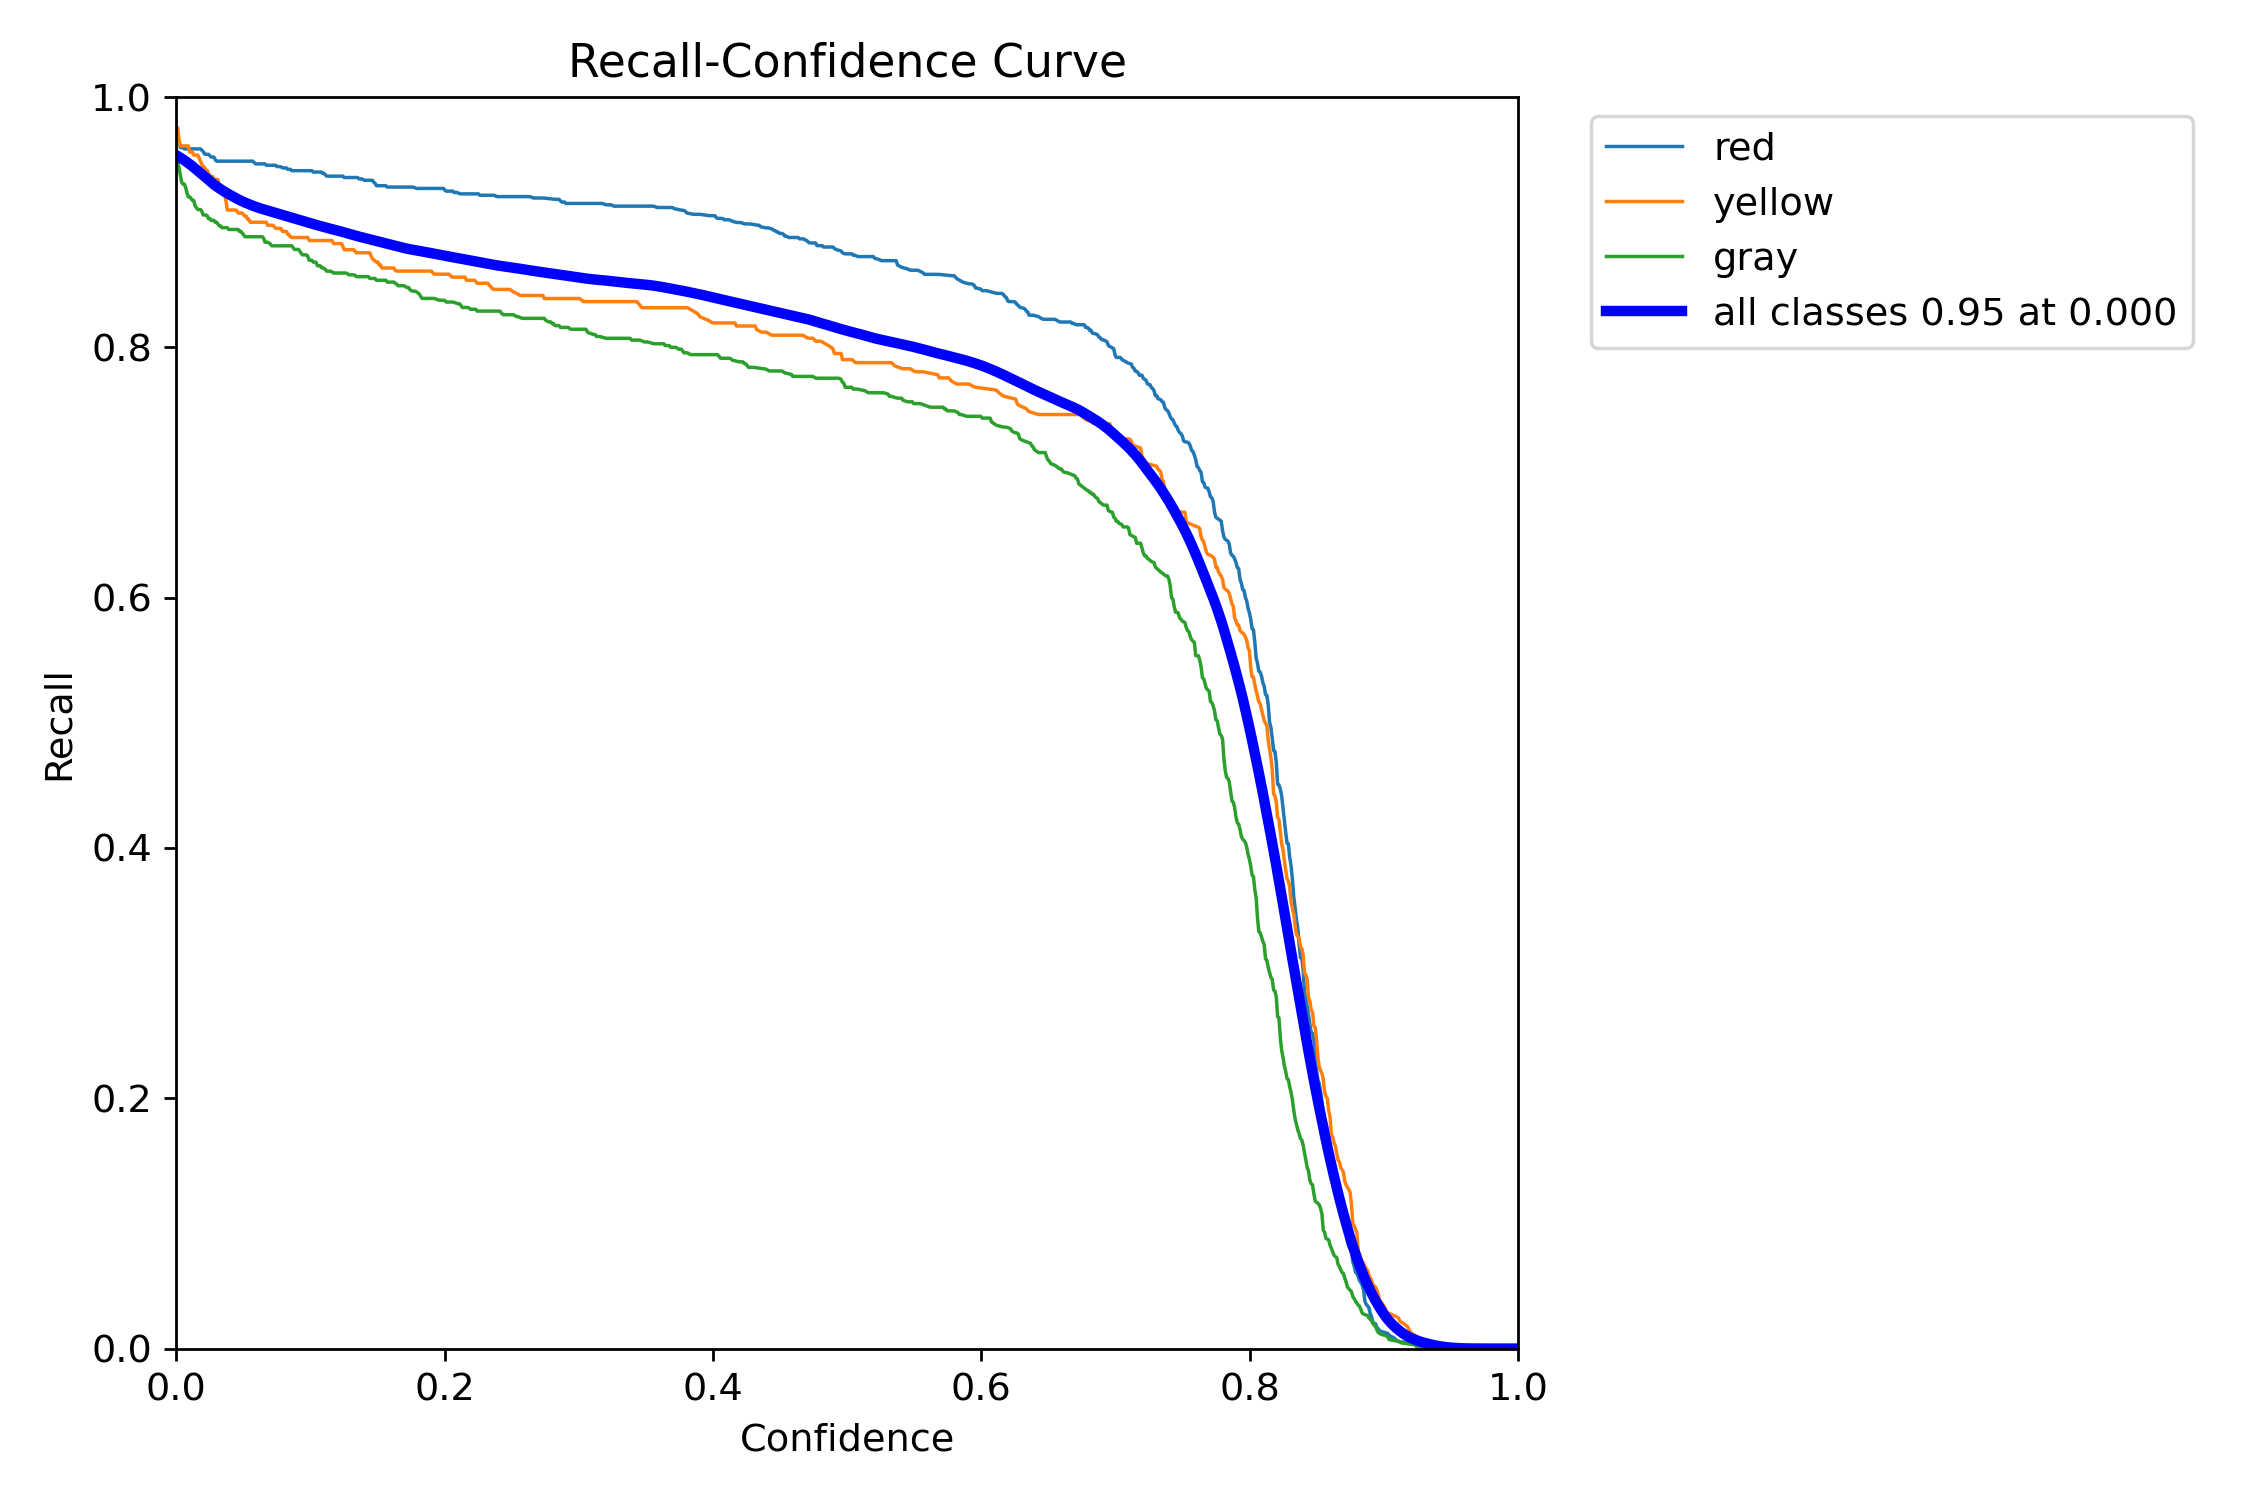 Recall-Confidence Curve
1.0
0.8
0.6
0.4
0.2
0.0
Recall
0.0 0.2 0.4 0.6 0.8 1.0
Confidence
red
yellow
gray
all classes 0.95 at 0.000